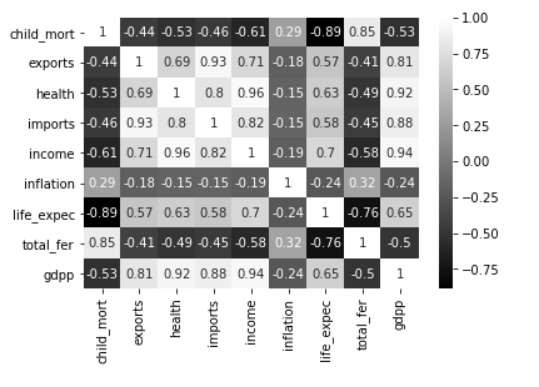 child_mort 1 -0.44 -0.53 -0.46 -0.61 0.29 -0.89 0.85 -0.53
exports -0.44 1 0.69 0.93 0.71 -0.18 0.57 -0.41 0.81
health -0.53 0.69 1 0.8 0.96 -0.15 0.63 -0.49 0.92
imports -0.46 0.93 0.8 1 0.82 -0.15 0.58 -0.45 0.88
income -0.61 0.71 0.96 0.82 1 -0.19 0.7 -0.58 0.94
inflation 0.29 -0.18 -0.15 -0.15 -0.19 1 -0.24 0.32 -0.24
life_expec -0.89 0.57 0.63 0.58 0.7 -0.24 1 -0.76 0.65
total_fer 0.85 -0.41 -0.49 -0.45 -0.58 0.32 -0.76 1 -0.5
gdpp -0.53 0.81 0.92 0.88 0.94 -0.24 0.65 -0.5 1
child_mort
exports
health
imports
income
inflation
life_expec
total_fer
gdpp
1.00
0.75
0.50
0.25
0.00
-0.25
-0.50
-0.75